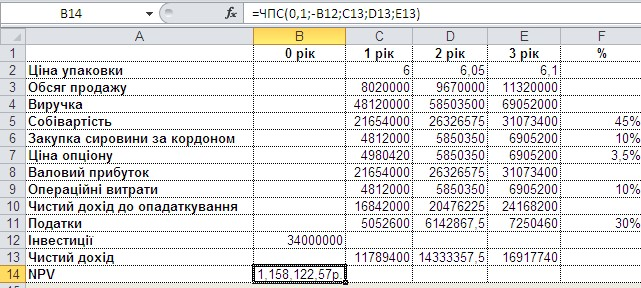 B14 fx =ЧПС(0,1;-B12;C13;D13;E13)
A B C D E F
1 0 рік 1 рік 2 рік 3 рік %
2 Ціна упаковки 6 6,05 6,1
3 Обсяг продажу 8020000 9670000 11320000
4 Виручка 48120000 58503500 69052000
5 Собівартість 21654000 26326575 31073400 45%
6 Закупка сировини за кордоном 4812000 5850350 6905200 10%
7 Ціна опціону 4980420 5850350 6905200 3,5%
8 Валовий прибуток 21654000 26326575 31073400
9 Операційні витрати 4812000 5850350 6905200 10%
10 Чистий дохід до опадаткування 16842000 20476225 24168200
11 Податки 5052600 6142867,5 7250460 30%
12 Інвестиції 34000000
13 Чистий дохід 11789400 14333357,5 16917740
14 NPV 1,158,122,57р.